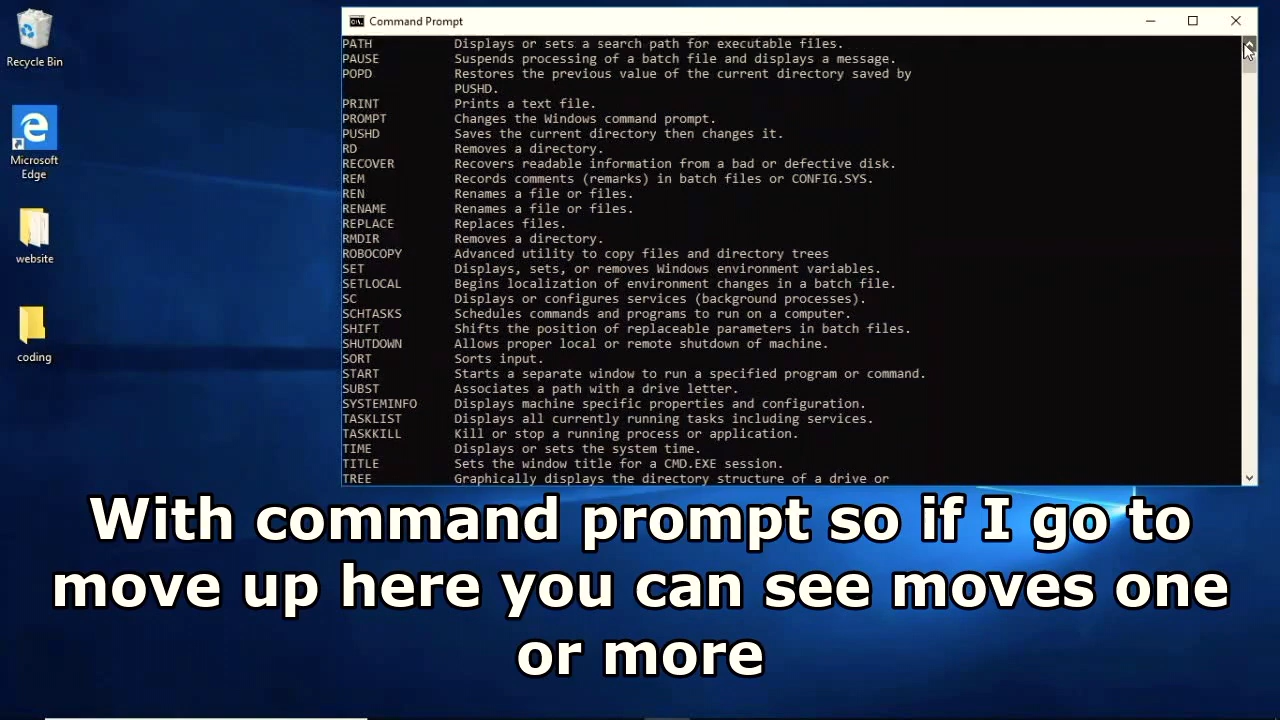 Recycle Bin
Microsoft
Edge
website
coding
Command Prompt
PATH Displays or sets a search path for executable files.
PAUSE Suspends processing of a batch file and displays a message.
POPD Restores the previous value of the current directory saved by
PUSHD.
PRINT Prints a text file.
PROMPT Changes the Windows command prompt.
PUSHD Saves the current directory then changes it.
RD Removes a directory.
RECOVER Recovers readable information from a bad or defective disk.
REM Records comments (remarks) in batch files or CONFIG.SYS.
REN Renames a file or files.
RENAME Renames a file or files.
REPLACE Replaces files.
RMDIR Removes a directory.
ROBOCOPY Advanced utility to copy files and directory trees
SET Displays, sets, or removes Windows environment variables.
SETLOCAL Begins localization of environment changes in a batch file.
SC Displays or configures services (background processes).
SCHTASKS Schedules commands and programs to run on a computer.
SHIFT Shifts the position of replaceable parameters in batch files.
SHUTDOWN Allows proper local or remote shutdown of machine.
SORT Sorts input.
START Starts a separate window to run a specified program or command.
SUBST Associates a path with a drive letter.
SYSTEMINFO Displays machine specific properties and configuration.
TASKLIST Displays all currently running tasks including services.
TASKKILL Kill or stop a running process or application.
TIME Displays or sets the system time.
TITLE Sets the window title for a CMD.EXE session.
TREE Graphically displays the directory structure of a drive or
With command prompt so if I go to
move up here you can see moves one
or more